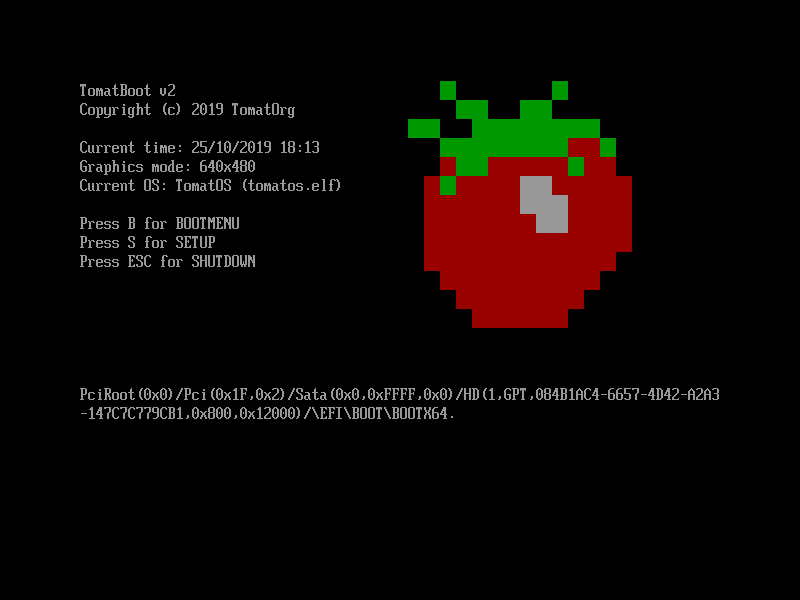 TomatBoot v2
Copyright (c) 2019 TomatOrg
Current time: 25/10/2019 18:13
Graphics mode: 640x480
Current OS: TomatOS (tomatos.elf)
Press B for BOOTMENU
Press S for SETUP
Press ESC for SHUTDOWN
PciRoot(0x0)/Pci(0x1F,0x2)/Sata(0x0,0xFFFF,0x0)/HD(1,GPT,084B1AC4-6657-4D42-A2A3
-147C7C779CB1,0x800,0x12000)/\EFI\BOOT\BOOTX64.